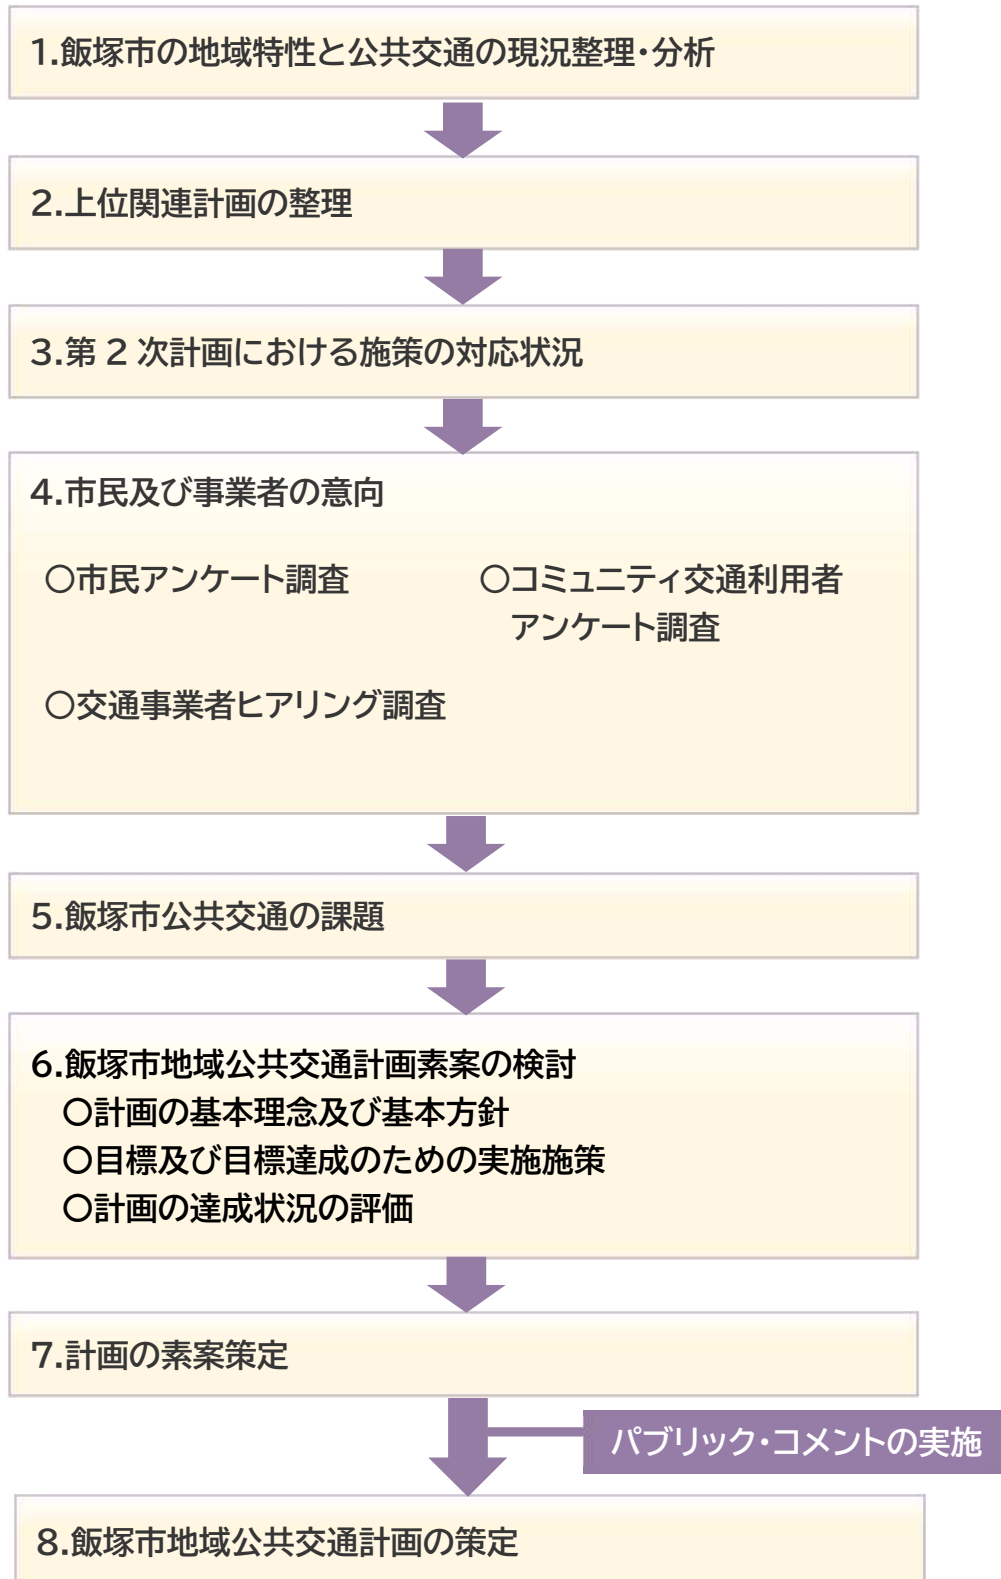 1.飯塚市の地域特性と公共交通の現況整理・分析
2.上位関連計画の整理
3.第 2 次計画における施策の対応状況
4.市民及び事業者の意向
○市民アンケート調査
○コミュニティ交通利用者
アンケート調査
○交通事業者ヒアリング調査
5.飯塚市公共交通の課題
6.飯塚市地域公共交通計画素案の検討
○計画の基本理念及び基本方針
○目標及び目標達成のための実施施策
○計画の達成状況の評価
7.計画の素案策定
パブリック・コメントの実施
8.飯塚市地域公共交通計画の策定